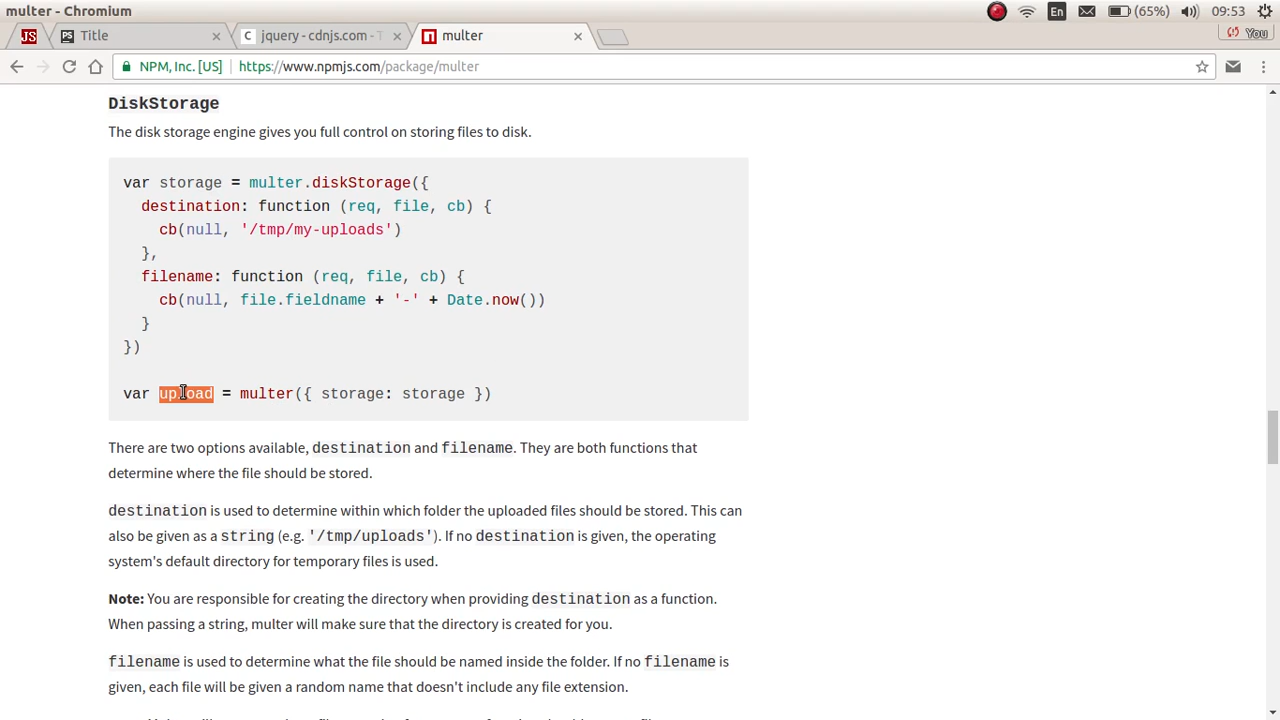 multer - Chromium
En (65%) 09:53
JS Title × jquery - cdnjs.com - T × multer × You
NPM, Inc. [US] https://www.npmjs.com/package/multer
DiskStorage
The disk storage engine gives you full control on storing files to disk.
var storage = multer.diskStorage({
destination: function (req, file, cb) {
cb(null, '/tmp/my-uploads')
},
filename: function (req, file, cb) {
cb(null, file.fieldname + '-' + Date.now())
}
})
var upload = multer({ storage: storage })
There are two options available, destination and filename. They are both functions that
determine where the file should be stored.
destination is used to determine within which folder the uploaded files should be stored. This can
also be given as a string (e.g. '/tmp/uploads'). If no destination is given, the operating
system's default directory for temporary files is used.
Note: You are responsible for creating the directory when providing destination as a function.
When passing a string, multer will make sure that the directory is created for you.
filename is used to determine what the file should be named inside the folder. If no filename is
given, each file will be given a random name that doesn't include any file extension.